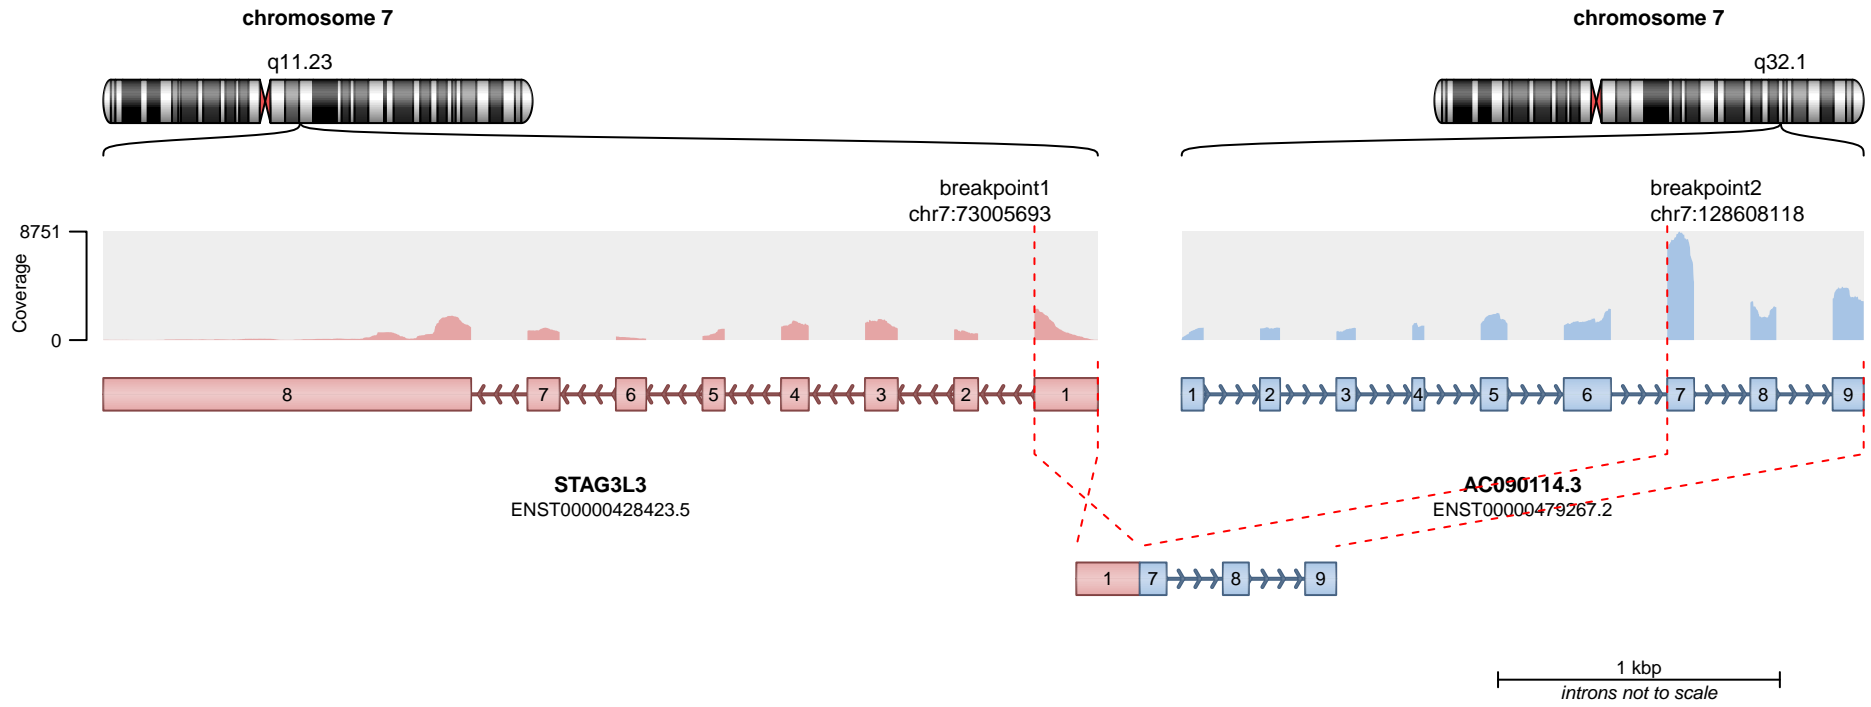 chromosome 7
chromosome 7
q11.23
q32.1
breakpoint1
chr7:73005693
breakpoint2
chr7:128608118
8751
Coverage
0
8 7 6 5 4 3 2 1
1 2 3 4 5 6 7 8 9
STAG3L3
ENST00000428423.5
AC090114.3
ENST00000479267.2
1 7 8 9
1 kbp
introns not to scale